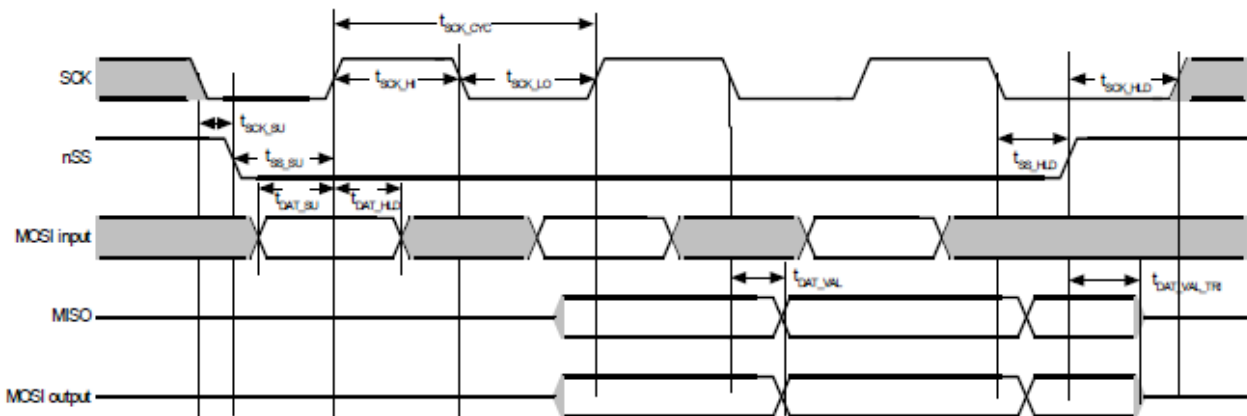 tSCK_CYC
SCK
tSCK_HI
tSCK_LO
tSCK_HLD
tSCK_SU
nSS
tSS_SU
tSS_HLD
tDAT_SU
tDAT_HLD
MOSI input
tDAT_VAL
tDAT_VAL_TRI
MISO
MOSI output